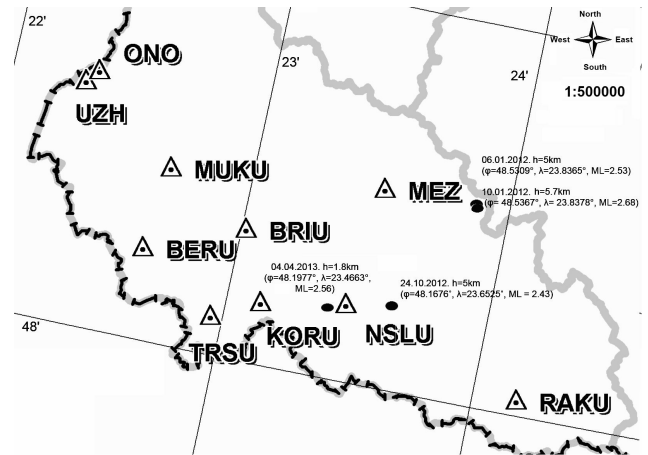 22'
ONO
UZH
23'
North
West East
South
24'
1:500000
MUKU
MEZ
06.01.2012. h=5km
(φ=48.5309°, λ=23.8365°, ML=2.53)
10.01.2012. h=5.7km
(φ= 48.5367°, λ= 23.8378°, ML=2.68)
BERU
BRIU
04.04.2013. h=1.8km
(φ=48.1977°, λ=23.4663°,
ML=2.56)
24.10.2012. h=5km
(φ=48.1676°, λ=23.6525°, ML = 2.43)
48'
TRSU
KORU
NSLU
RAKU